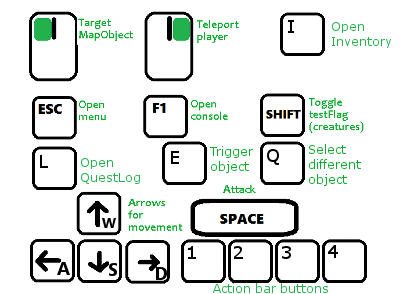 Target
MapObject
Teleport
player
I
Open
Inventory
ESC
Open
menu
F1
Open
console
SHIFT
Toggle
testFlag
(creatures)
L
Open
QuestLog
E
Trigger
object
Q
Select
different
object
W
Arrows
for
movement
Attack
SPACE
A
S
D
1
2
3
4
Action bar buttons